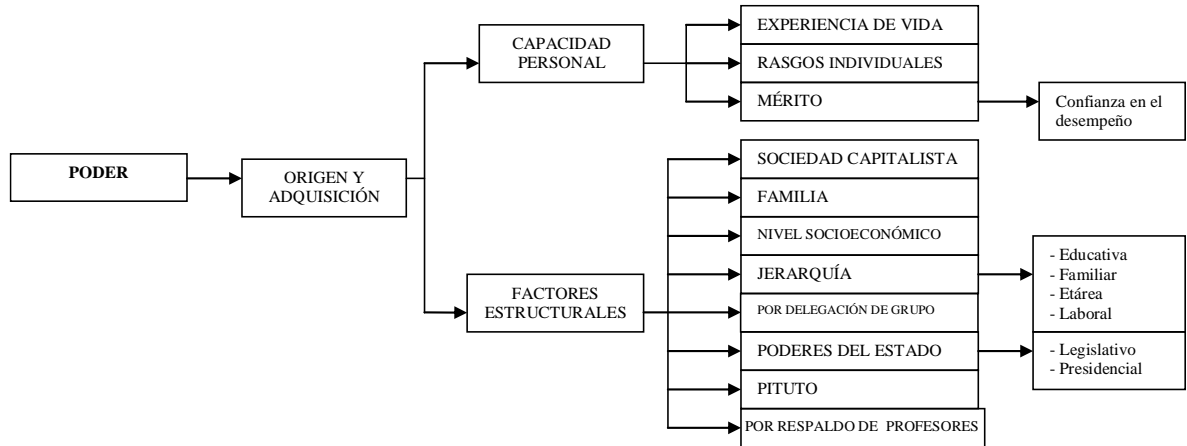 PODER
ORIGEN Y
ADQUISICIÓN
CAPACIDAD
PERSONAL
EXPERIENCIA DE VIDA
RASGOS INDIVIDUALES
MÉRITO
Confianza en el
desempeño
FACTORES
ESTRUCTURALES
SOCIEDAD CAPITALISTA
FAMILIA
NIVEL SOCIOECONÓMICO
JERARQUÍA
- Educativa
- Familiar
- Etárea
- Laboral
POR DELEGACIÓN DE GRUPO
PODERES DEL ESTADO
- Legislativo
- Presidencial
PITUTO
POR RESPALDO DE PROFESORES